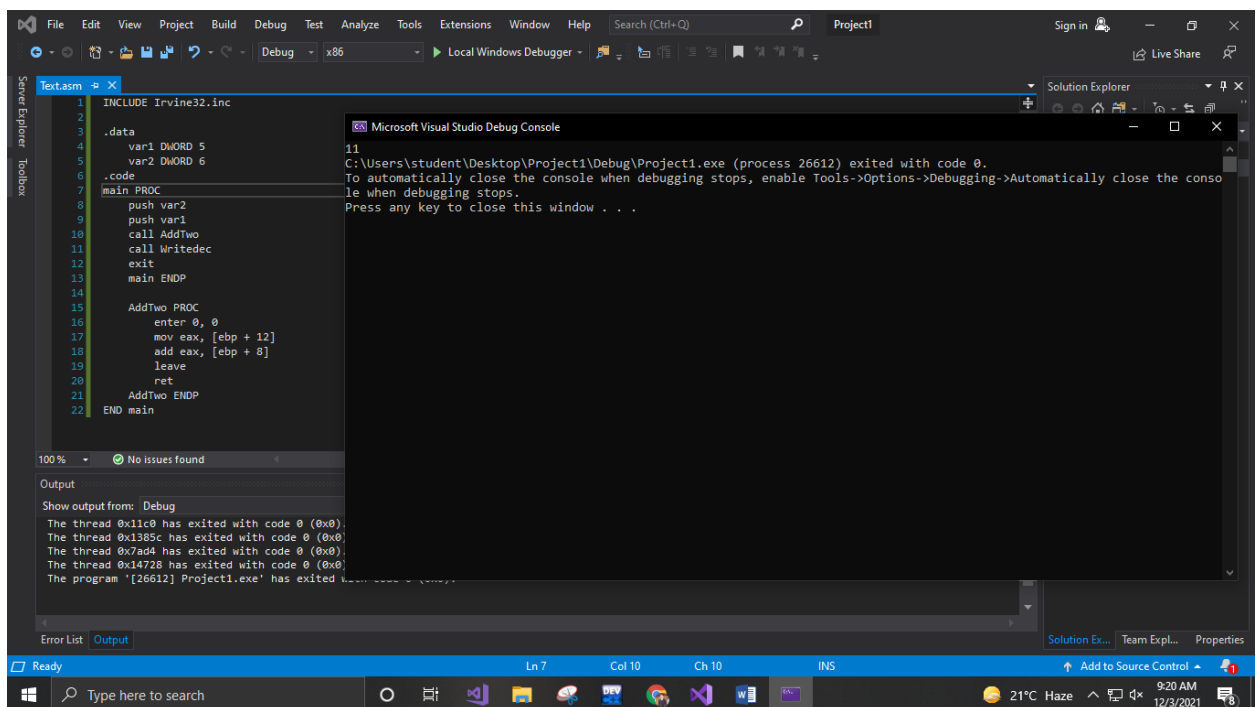 File Edit View Project Build Debug Test Analyze Tools Extensions Window Help Search (Ctrl+Q) Project1 Sign in
Debug x86 Local Windows Debugger Live Share
Server Explorer
Toolbox
Text.asm
1 INCLUDE Irvine32.inc
2
3 .data
4 var1 DWORD 5
5 var2 DWORD 6
6 .code
7 main PROC
8 push var2
9 push var1
10 call AddTwo
11 call Writedec
12 exit
13 main ENDP
14
15 AddTwo PROC
16 enter 0, 0
17 mov eax, [ebp + 12]
18 add eax, [ebp + 8]
19 leave
20 ret
21 AddTwo ENDP
22 END main
100 % No issues found
Microsoft Visual Studio Debug Console
11
C:\Users\student\Desktop\Project1\Debug\Project1.exe (process 26612) exited with code 0.
To automatically close the console when debugging stops, enable Tools->Options->Debugging->Automatically close the conso
le when debugging stops.
Press any key to close this window . . .
Solution Explorer
Output
Show output from: Debug
The thread 0x11c0 has exited with code 0 (0x0).
The thread 0x1385c has exited with code 0 (0x0)
The thread 0x7ad4 has exited with code 0 (0x0).
The thread 0x14728 has exited with code 0 (0x0)
The program '[26612] Project1.exe' has exited with code 0 (0x0).
Error List Output
Solution Ex... Team Expl... Properties
Ready Ln 7 Col 10 Ch 10 INS Add to Source Control 1
Type here to search DEV 21°C Haze 9:20 AM
12/3/2021 8